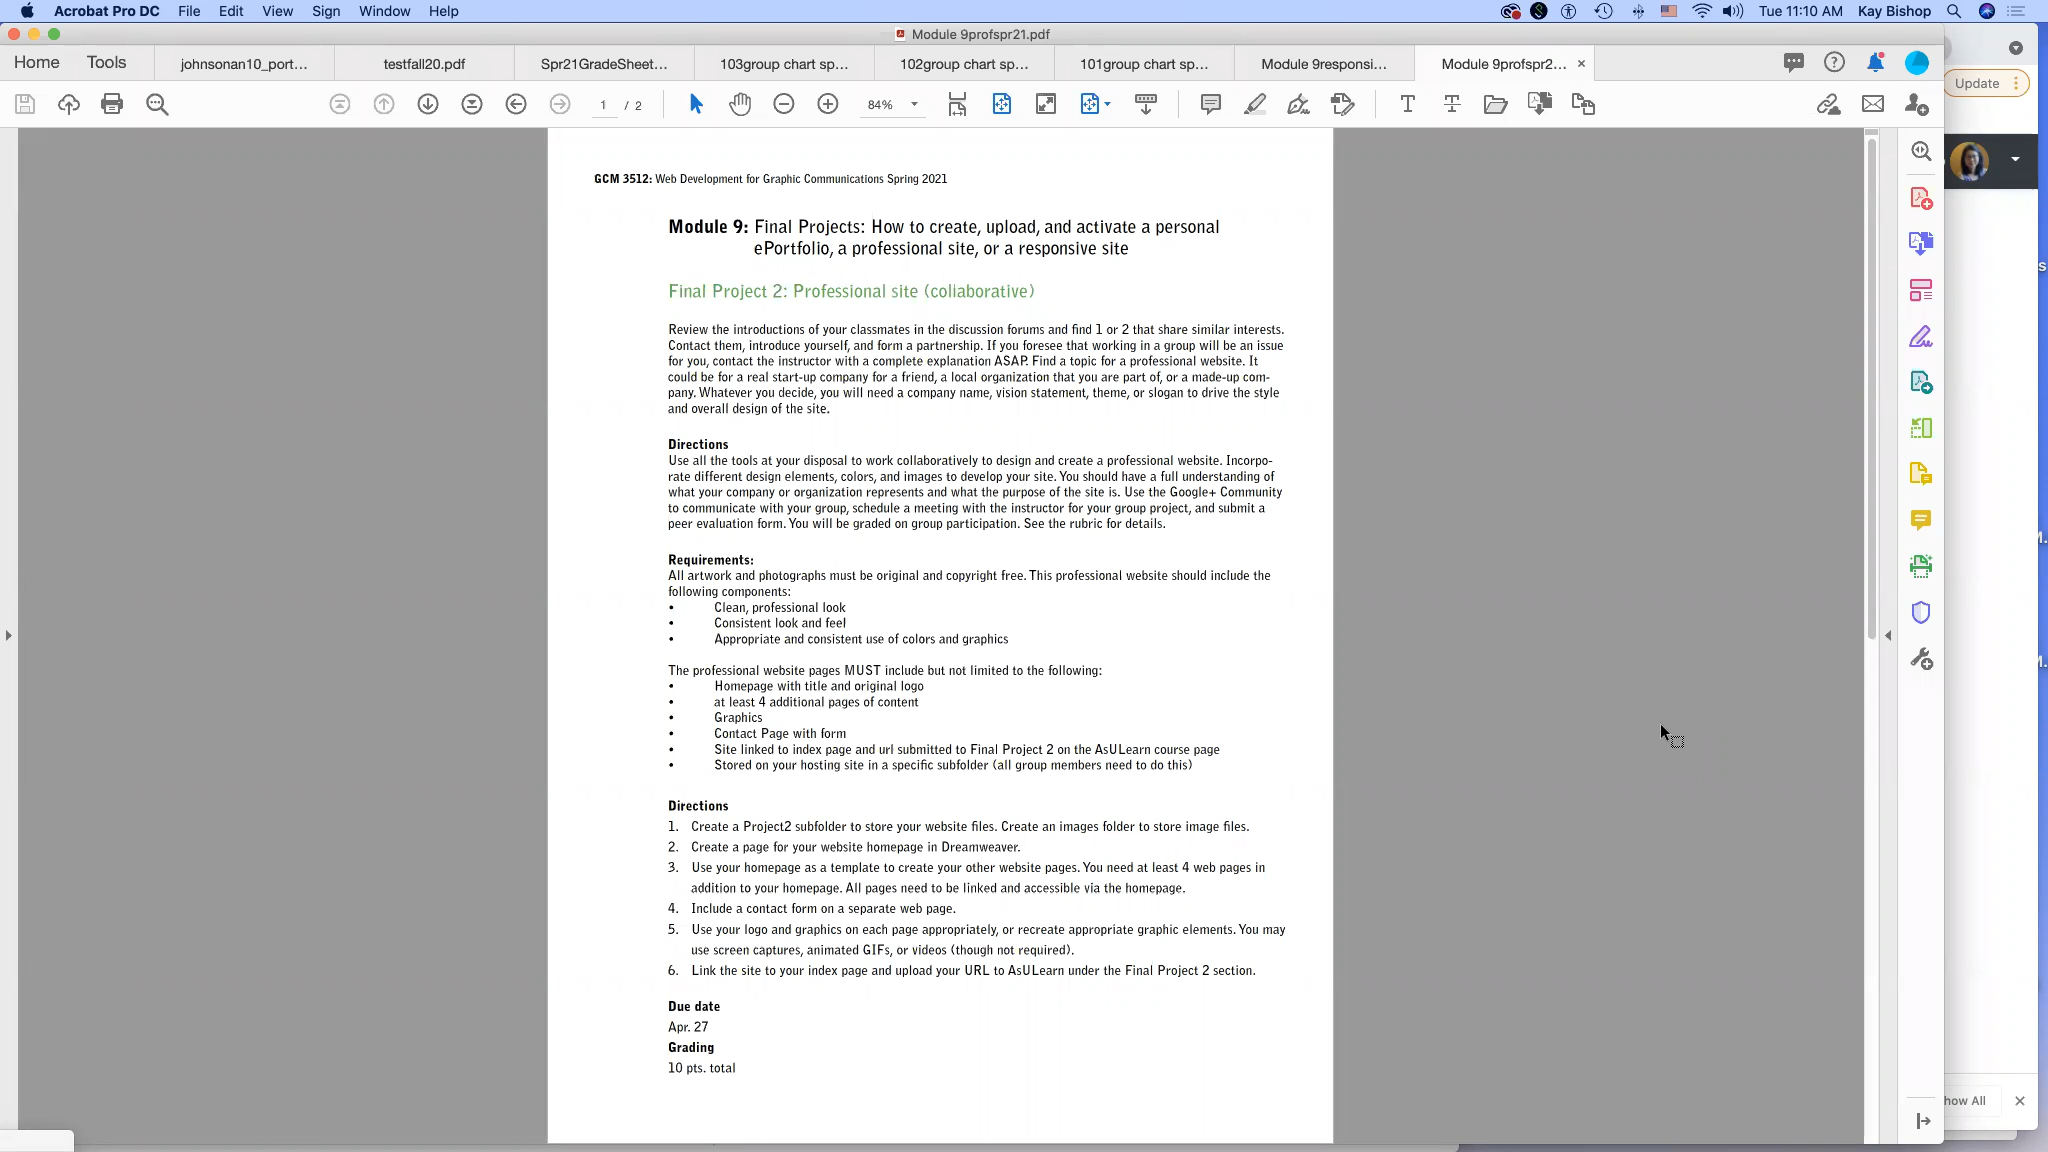 Acrobat Pro DC File Edit View Sign Window Help Tue 11:10 AM Kay Bishop
Module 9profspr21.pdf
Home Tools johnsonan10_port... testfall20.pdf Spr21GradeSheet... 103group chart sp... 102group chart sp... 101group chart sp... Module 9responsi... Module 9profspr2...
Update
1 / 2 84%
GCM 3512: Web Development for Graphic Communications Spring 2021
Module 9: Final Projects: How to create, upload, and activate a personal
ePortfolio, a professional site, or a responsive site
Final Project 2: Professional site (collaborative)
Review the introductions of your classmates in the discussion forums and find 1 or 2 that share similar interests.
Contact them, introduce yourself, and form a partnership. If you foresee that working in a group will be an issue
for you, contact the instructor with a complete explanation ASAP. Find a topic for a professional website. It
could be for a real start-up company for a friend, a local organization that you are part of, or a made-up com-
pany. Whatever you decide, you will need a company name, vision statement, theme, or slogan to drive the style
and overall design of the site.
Directions
Use all the tools at your disposal to work collaboratively to design and create a professional website. Incorpo-
rate different design elements, colors, and images to develop your site. You should have a full understanding of
what your company or organization represents and what the purpose of the site is. Use the Google+ Community
to communicate with your group, schedule a meeting with the instructor for your group project, and submit a
peer evaluation form. You will be graded on group participation. See the rubric for details.
Requirements:
All artwork and photographs must be original and copyright free. This professional website should include the
following components:
• Clean, professional look
• Consistent look and feel
• Appropriate and consistent use of colors and graphics
The professional website pages MUST include but not limited to the following:
• Homepage with title and original logo
• at least 4 additional pages of content
• Graphics
• Contact Page with form
• Site linked to index page and url submitted to Final Project 2 on the AsULearn course page
• Stored on your hosting site in a specific subfolder (all group members need to do this)
Directions
1. Create a Project2 subfolder to store your website files. Create an images folder to store image files.
2. Create a page for your website homepage in Dreamweaver.
3. Use your homepage as a template to create your other website pages. You need at least 4 web pages in
addition to your homepage. All pages need to be linked and accessible via the homepage.
4. Include a contact form on a separate web page.
5. Use your logo and graphics on each page appropriately, or recreate appropriate graphic elements. You may
use screen captures, animated GIFs, or videos (though not required).
6. Link the site to your index page and upload your URL to AsULearn under the Final Project 2 section.
Due date
Apr. 27
Grading
10 pts. total
how All